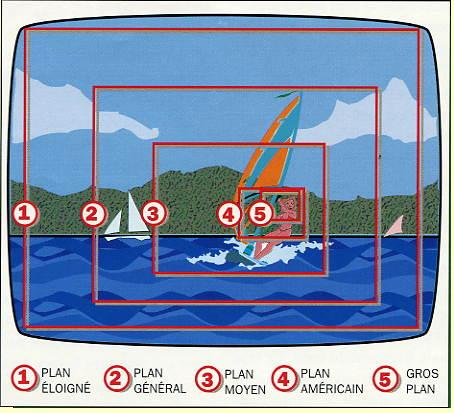 1 2 3 4 5
1 PLAN ÉLOIGNÉ
2 PLAN GÉNÉRAL
3 PLAN MOYEN
4 PLAN AMÉRICAIN
5 GROS PLAN